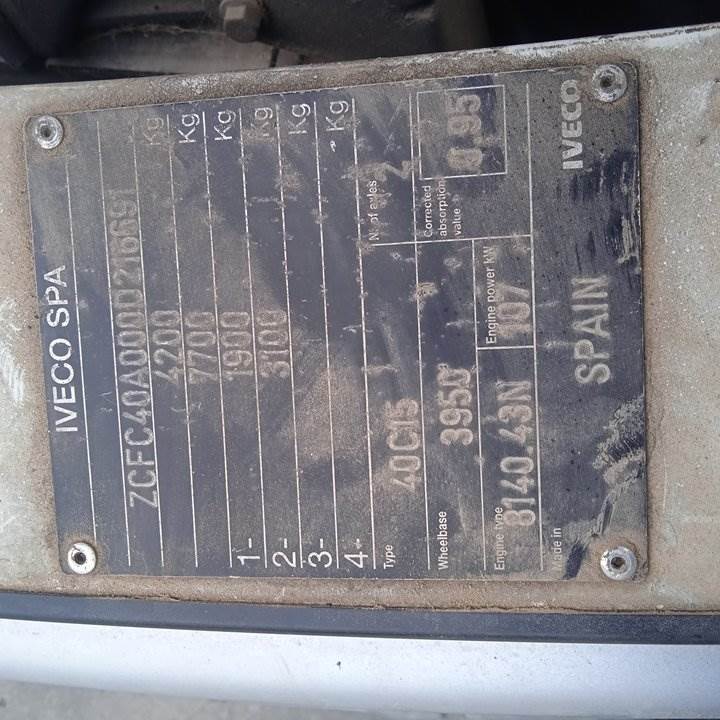 IVECO SPA
ZCFC40A000D216691
4200 Kg
7700 Kg
1- 1900 Kg
2- 3100 Kg
3- Kg
4- Kg
Type 40C15 N. of axles 2
Wheelbase 3950 Corrected absorption value 0.95
Engine type 8140.43N Engine power kW 107
Made in SPAIN IVECO